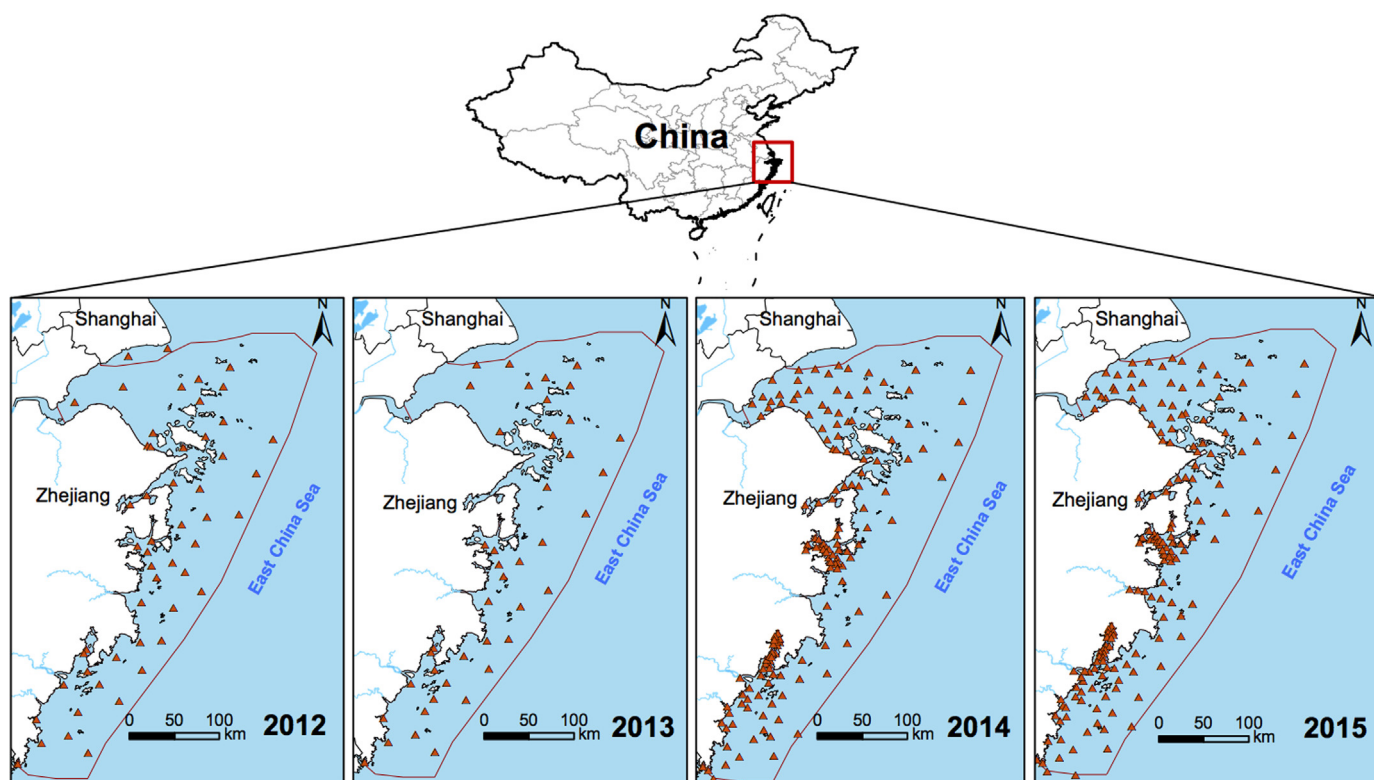 China
N
Shanghai
Zhejiang
East China Sea
0 50 100
km
2012
N
Shanghai
Zhejiang
East China Sea
0 50 100
km
2013
N
Shanghai
Zhejiang
East China Sea
0 50 100
km
2014
N
Shanghai
Zhejiang
East China Sea
0 50 100
km
2015